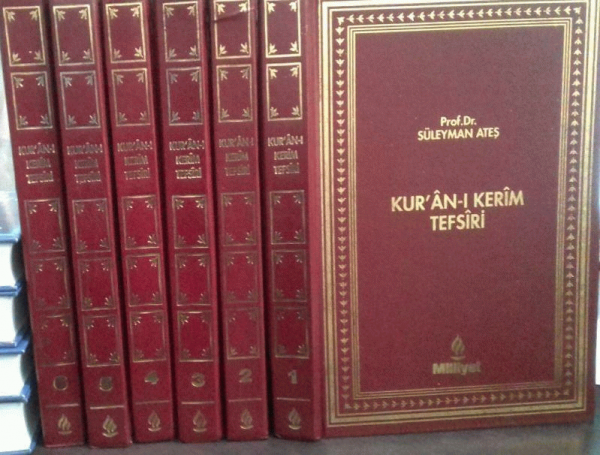 KUR'ÂN-I
KERÎM
TEFSÎRİ
6
KUR'ÂN-I
KERÎM
TEFSÎRİ
5
KUR'ÂN-I
KERÎM
TEFSÎRİ
4
KUR'ÂN-I
KERÎM
TEFSÎRİ
3
KUR'ÂN-I
KERÎM
TEFSÎRİ
2
KUR'ÂN-I
KERÎM
TEFSÎRİ
1
Prof.Dr.
SÜLEYMAN ATEŞ
KUR'ÂN-I KERÎM
TEFSÎRİ
Milliyet